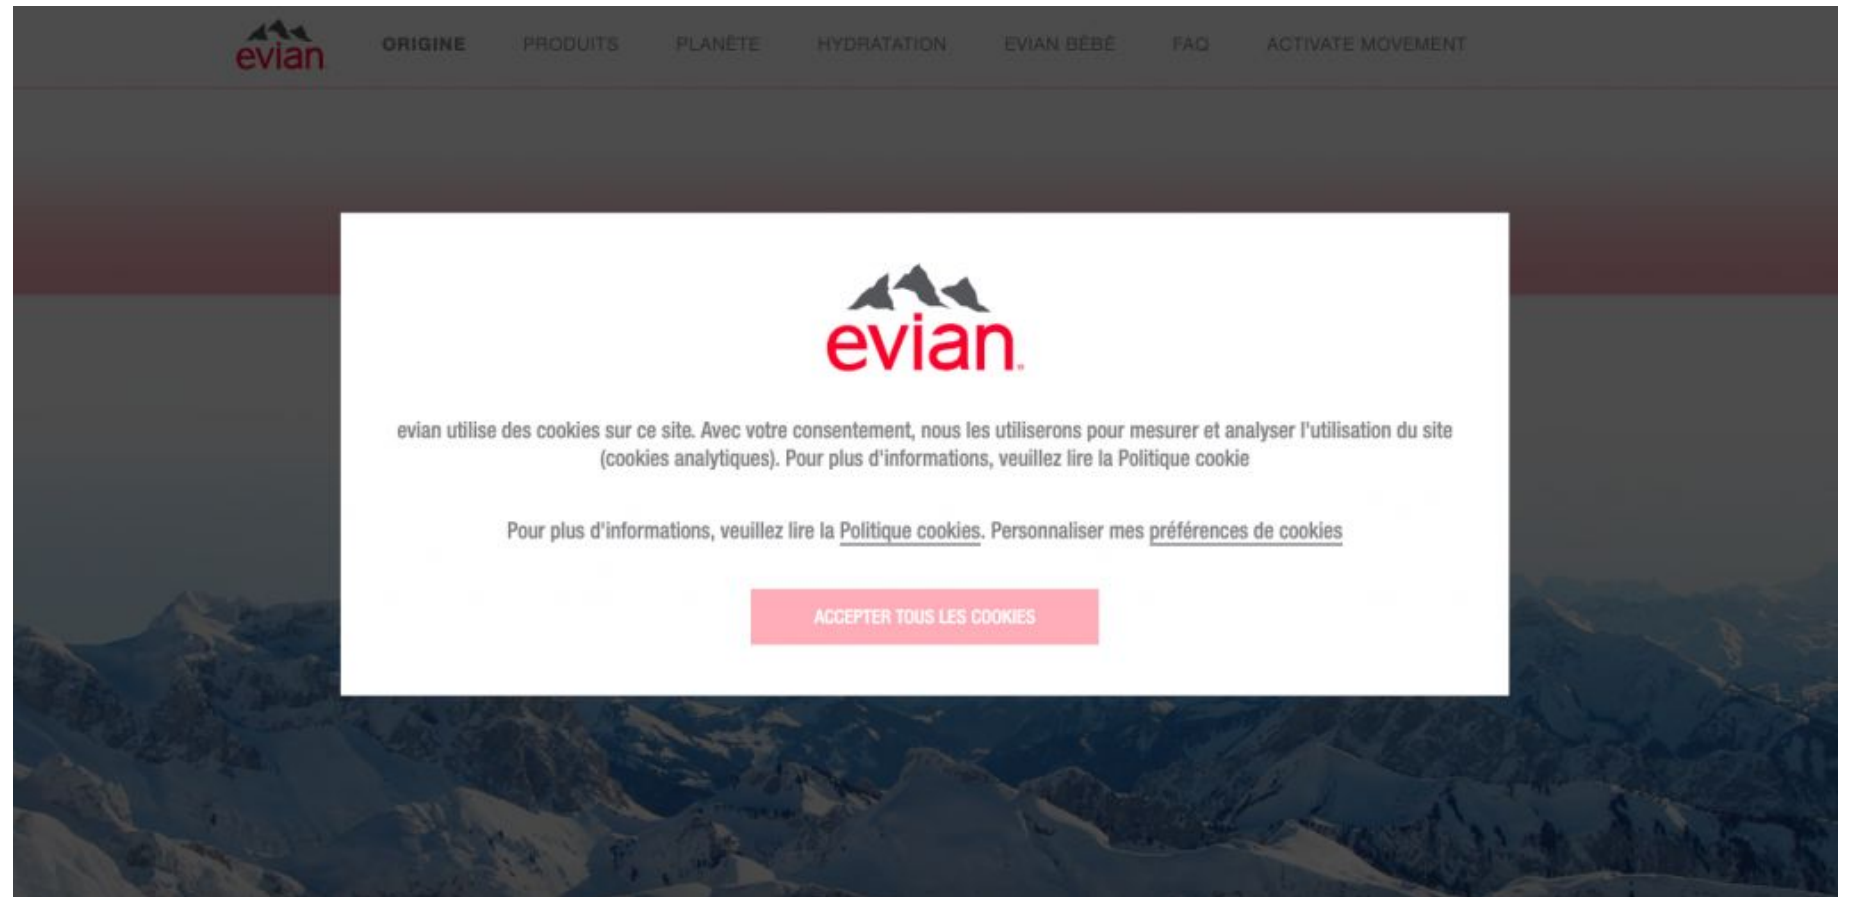 evian ORIGINE PRODUITS PLANÈTE HYDRATATION EVIAN BÉBÉ FAQ ACTIVATE MOVEMENT
evian
evian utilise des cookies sur ce site. Avec votre consentement, nous les utiliserons pour mesurer et analyser l'utilisation du site
(cookies analytiques). Pour plus d'informations, veuillez lire la Politique cookie
Pour plus d'informations, veuillez lire la Politique cookies. Personnaliser mes préférences de cookies
ACCEPTER TOUS LES COOKIES